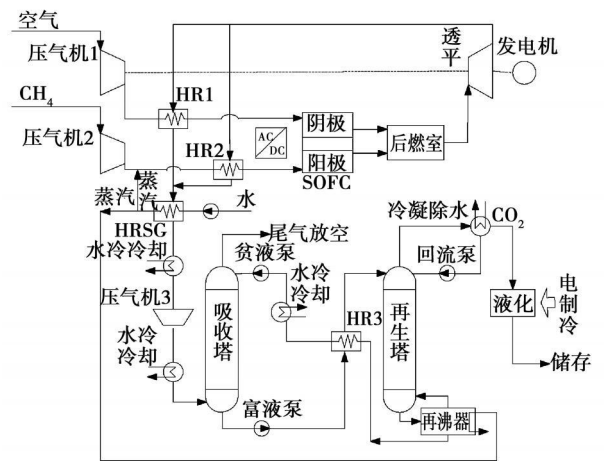 空气
压气机1
透平
发电机
HR1
CH₄
压气机2
HR2
AC
DC
阴极
阳极
SOFC
后燃室
蒸汽
蒸汽
水
HRSG
水冷冷却
压气机3
水冷
冷却
尾气放空
贫液泵
吸收塔
水冷
冷却
HR3
富液泵
冷凝除水
CO₂
回流泵
再生塔
液化
电制冷
储存
再沸器